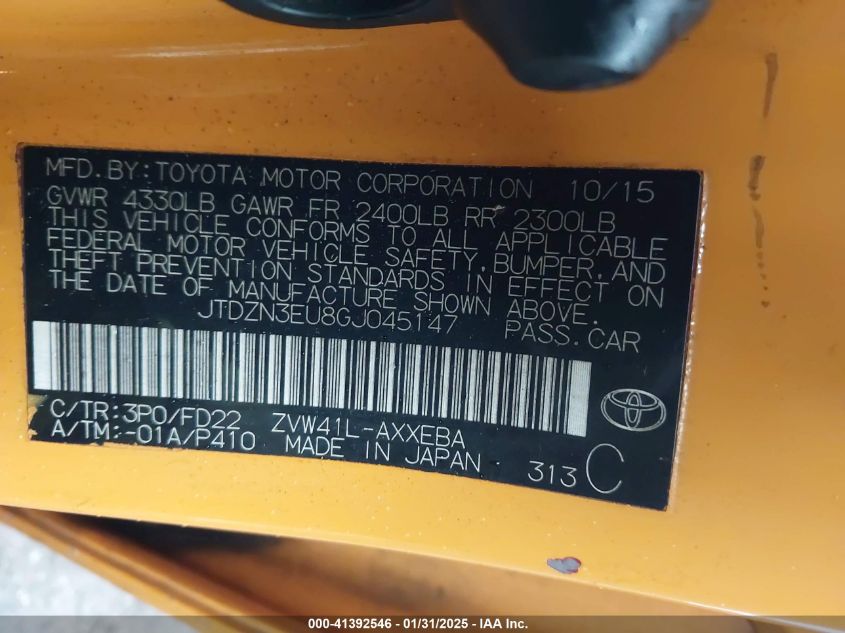 MFD. BY: TOYOTA MOTOR CORPORATION 10/15
GVWR 4330LB GAWR FR 2400LB RR 2300LB
THIS VEHICLE CONFORMS TO ALL APPLICABLE
FEDERAL MOTOR VEHICLE SAFETY, BUMPER, AND
THEFT PREVENTION STANDARDS IN EFFECT ON
THE DATE OF MANUFACTURE SHOWN ABOVE.
JTDZN3EU8GJ045147 PASS. CAR
C/TR: 3P0/FD22 ZVW41L-AXXEBA
A/TM: -01A/P410 MADE IN JAPAN 313 C
000-41392546 - 01/31/2025 - IAA Inc.